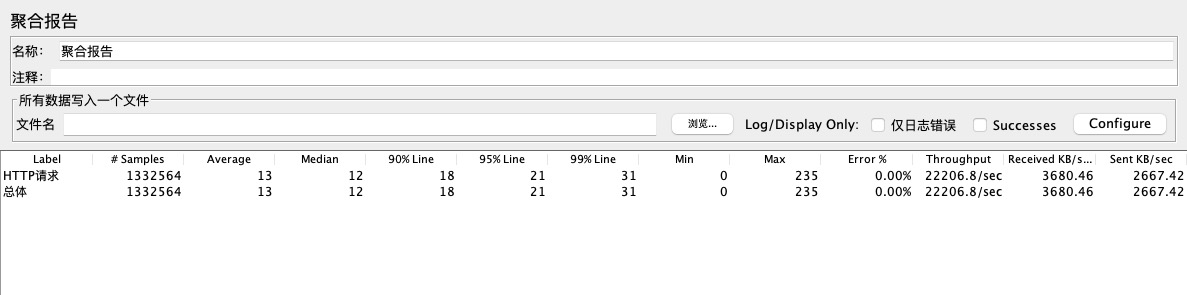 聚合报告
名称： 聚合报告
注释：
所有数据写入一个文件
文件名 浏览... Log/Display Only: 仅日志错误 Successes Configure
Label # Samples Average Median 90% Line 95% Line 99% Line Min Max Error % Throughput Received KB/s... Sent KB/sec
HTTP请求 1332564 13 12 18 21 31 0 235 0.00% 22206.8/sec 3680.46 2667.42
总体 1332564 13 12 18 21 31 0 235 0.00% 22206.8/sec 3680.46 2667.42